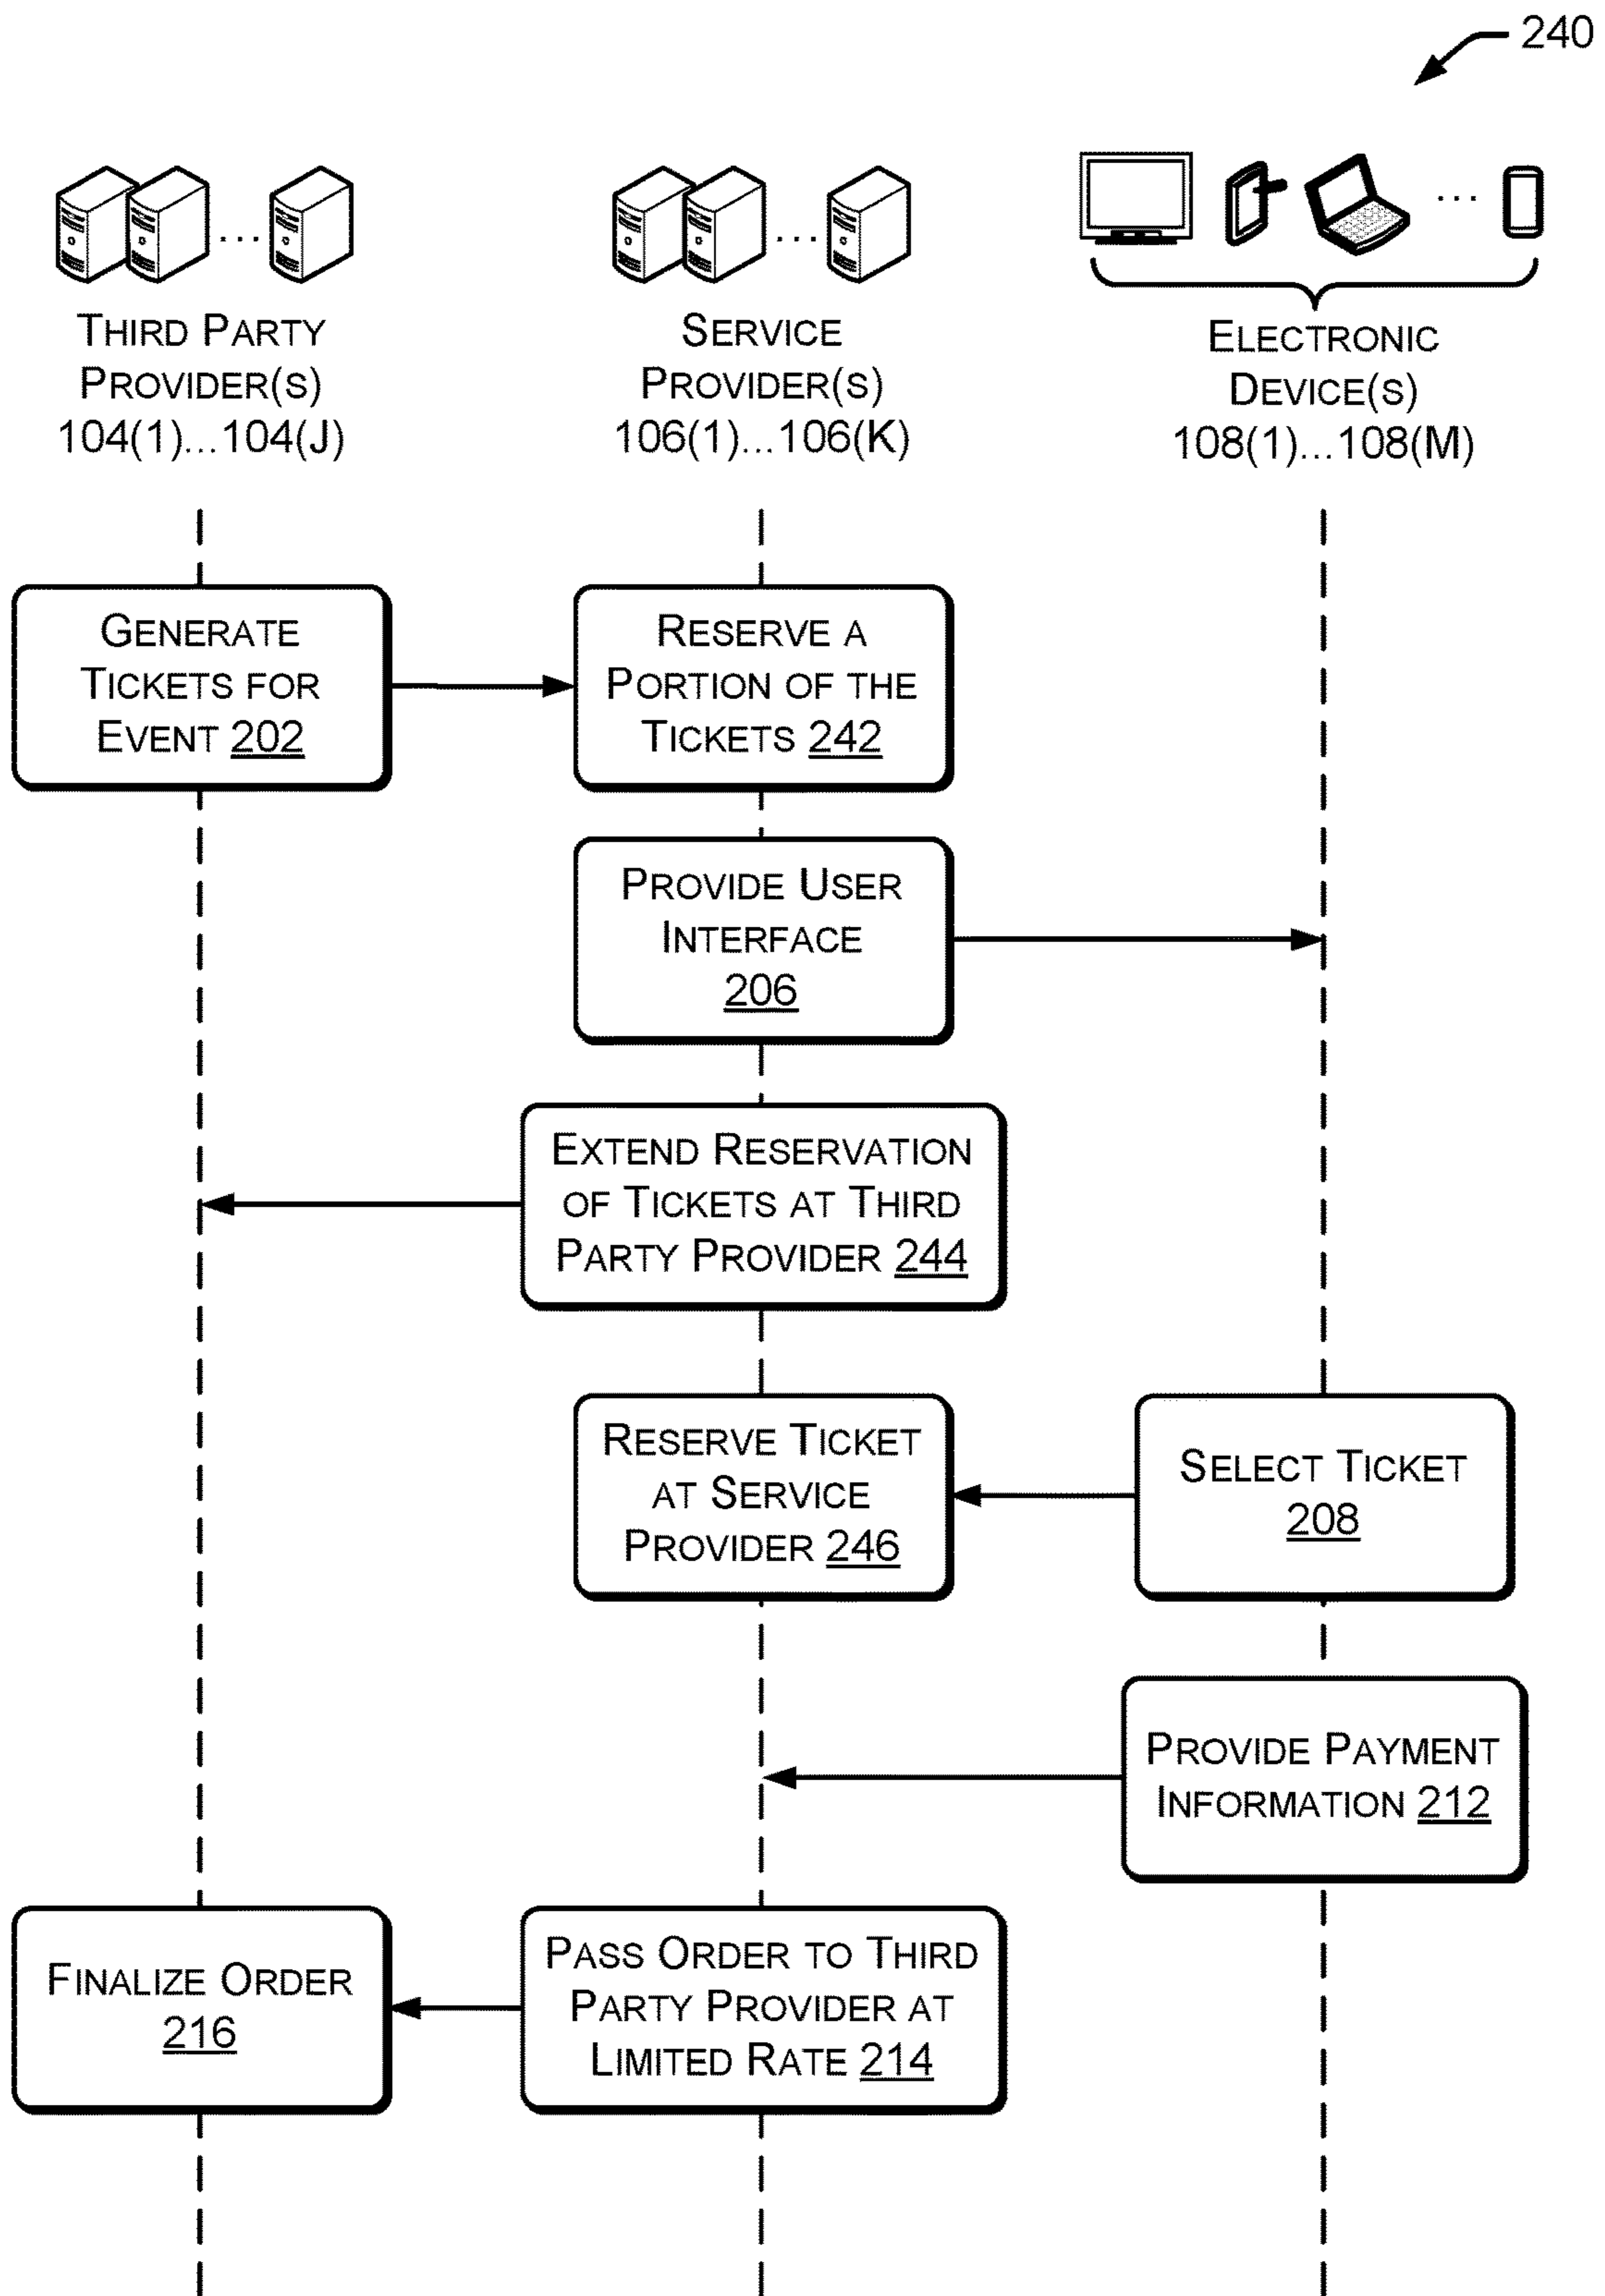 240
THIRD PARTY
PROVIDER(S)
104(1)...104(J)
SERVICE
PROVIDER(S)
106(1)...106(K)
ELECTRONIC
DEVICE(S)
108(1)...108(M)
GENERATE
TICKETS FOR
EVENT 202
RESERVE A
PORTION OF THE
TICKETS 242
PROVIDE USER
INTERFACE
206
EXTEND RESERVATION
OF TICKETS AT THIRD
PARTY PROVIDER 244
RESERVE TICKET
AT SERVICE
PROVIDER 246
SELECT TICKET
208
PROVIDE PAYMENT
INFORMATION 212
FINALIZE ORDER
216
PASS ORDER TO THIRD
PARTY PROVIDER AT
LIMITED RATE 214